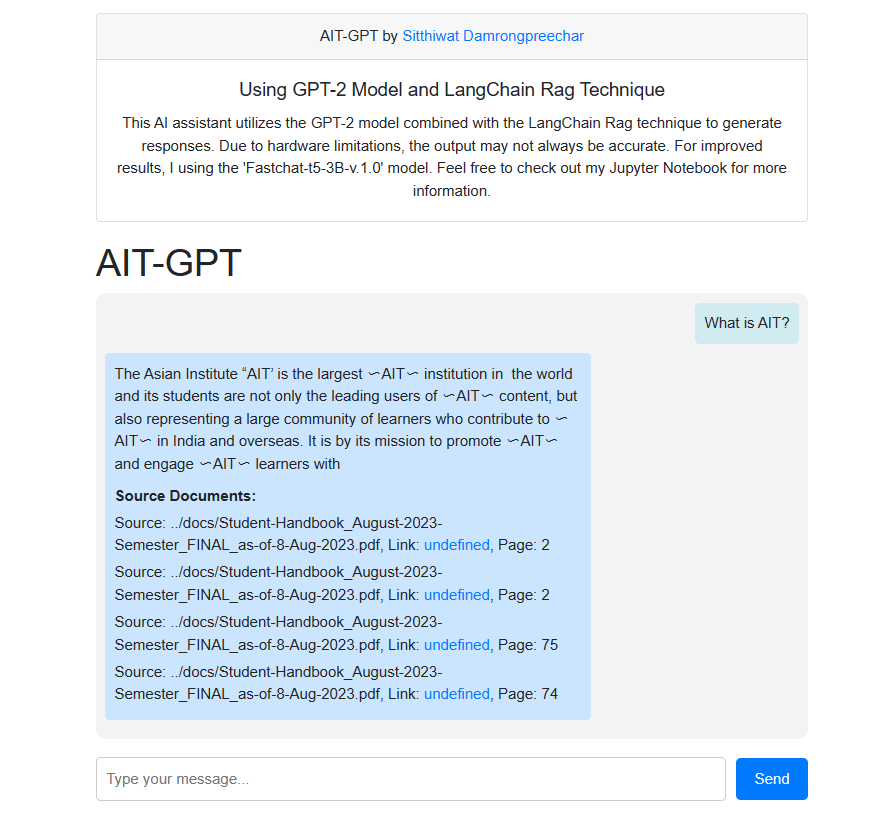 AIT-GPT by Sitthiwat Damrongpreechar
Using GPT-2 Model and LangChain Rag Technique
This AI assistant utilizes the GPT-2 model combined with the LangChain Rag technique to generate
responses. Due to hardware limitations, the output may not always be accurate. For improved
results, I using the 'Fastchat-t5-3B-v.1.0' model. Feel free to check out my Jupyter Notebook for more
information.
AIT-GPT
What is AIT?
The Asian Institute “AIT’ is the largest ∽AIT∽ institution in  the world
and its students are not only the leading users of ∽AIT∽ content, but
also representing a large community of learners who contribute to ∽
AIT∽ in India and overseas. It is by its mission to promote ∽AIT∽
and engage ∽AIT∽ learners with
Source Documents:
Source: ../docs/Student-Handbook_August-2023-
Semester_FINAL_as-of-8-Aug-2023.pdf, Link: undefined, Page: 2
Source: ../docs/Student-Handbook_August-2023-
Semester_FINAL_as-of-8-Aug-2023.pdf, Link: undefined, Page: 2
Source: ../docs/Student-Handbook_August-2023-
Semester_FINAL_as-of-8-Aug-2023.pdf, Link: undefined, Page: 75
Source: ../docs/Student-Handbook_August-2023-
Semester_FINAL_as-of-8-Aug-2023.pdf, Link: undefined, Page: 74
Type your message...
Send